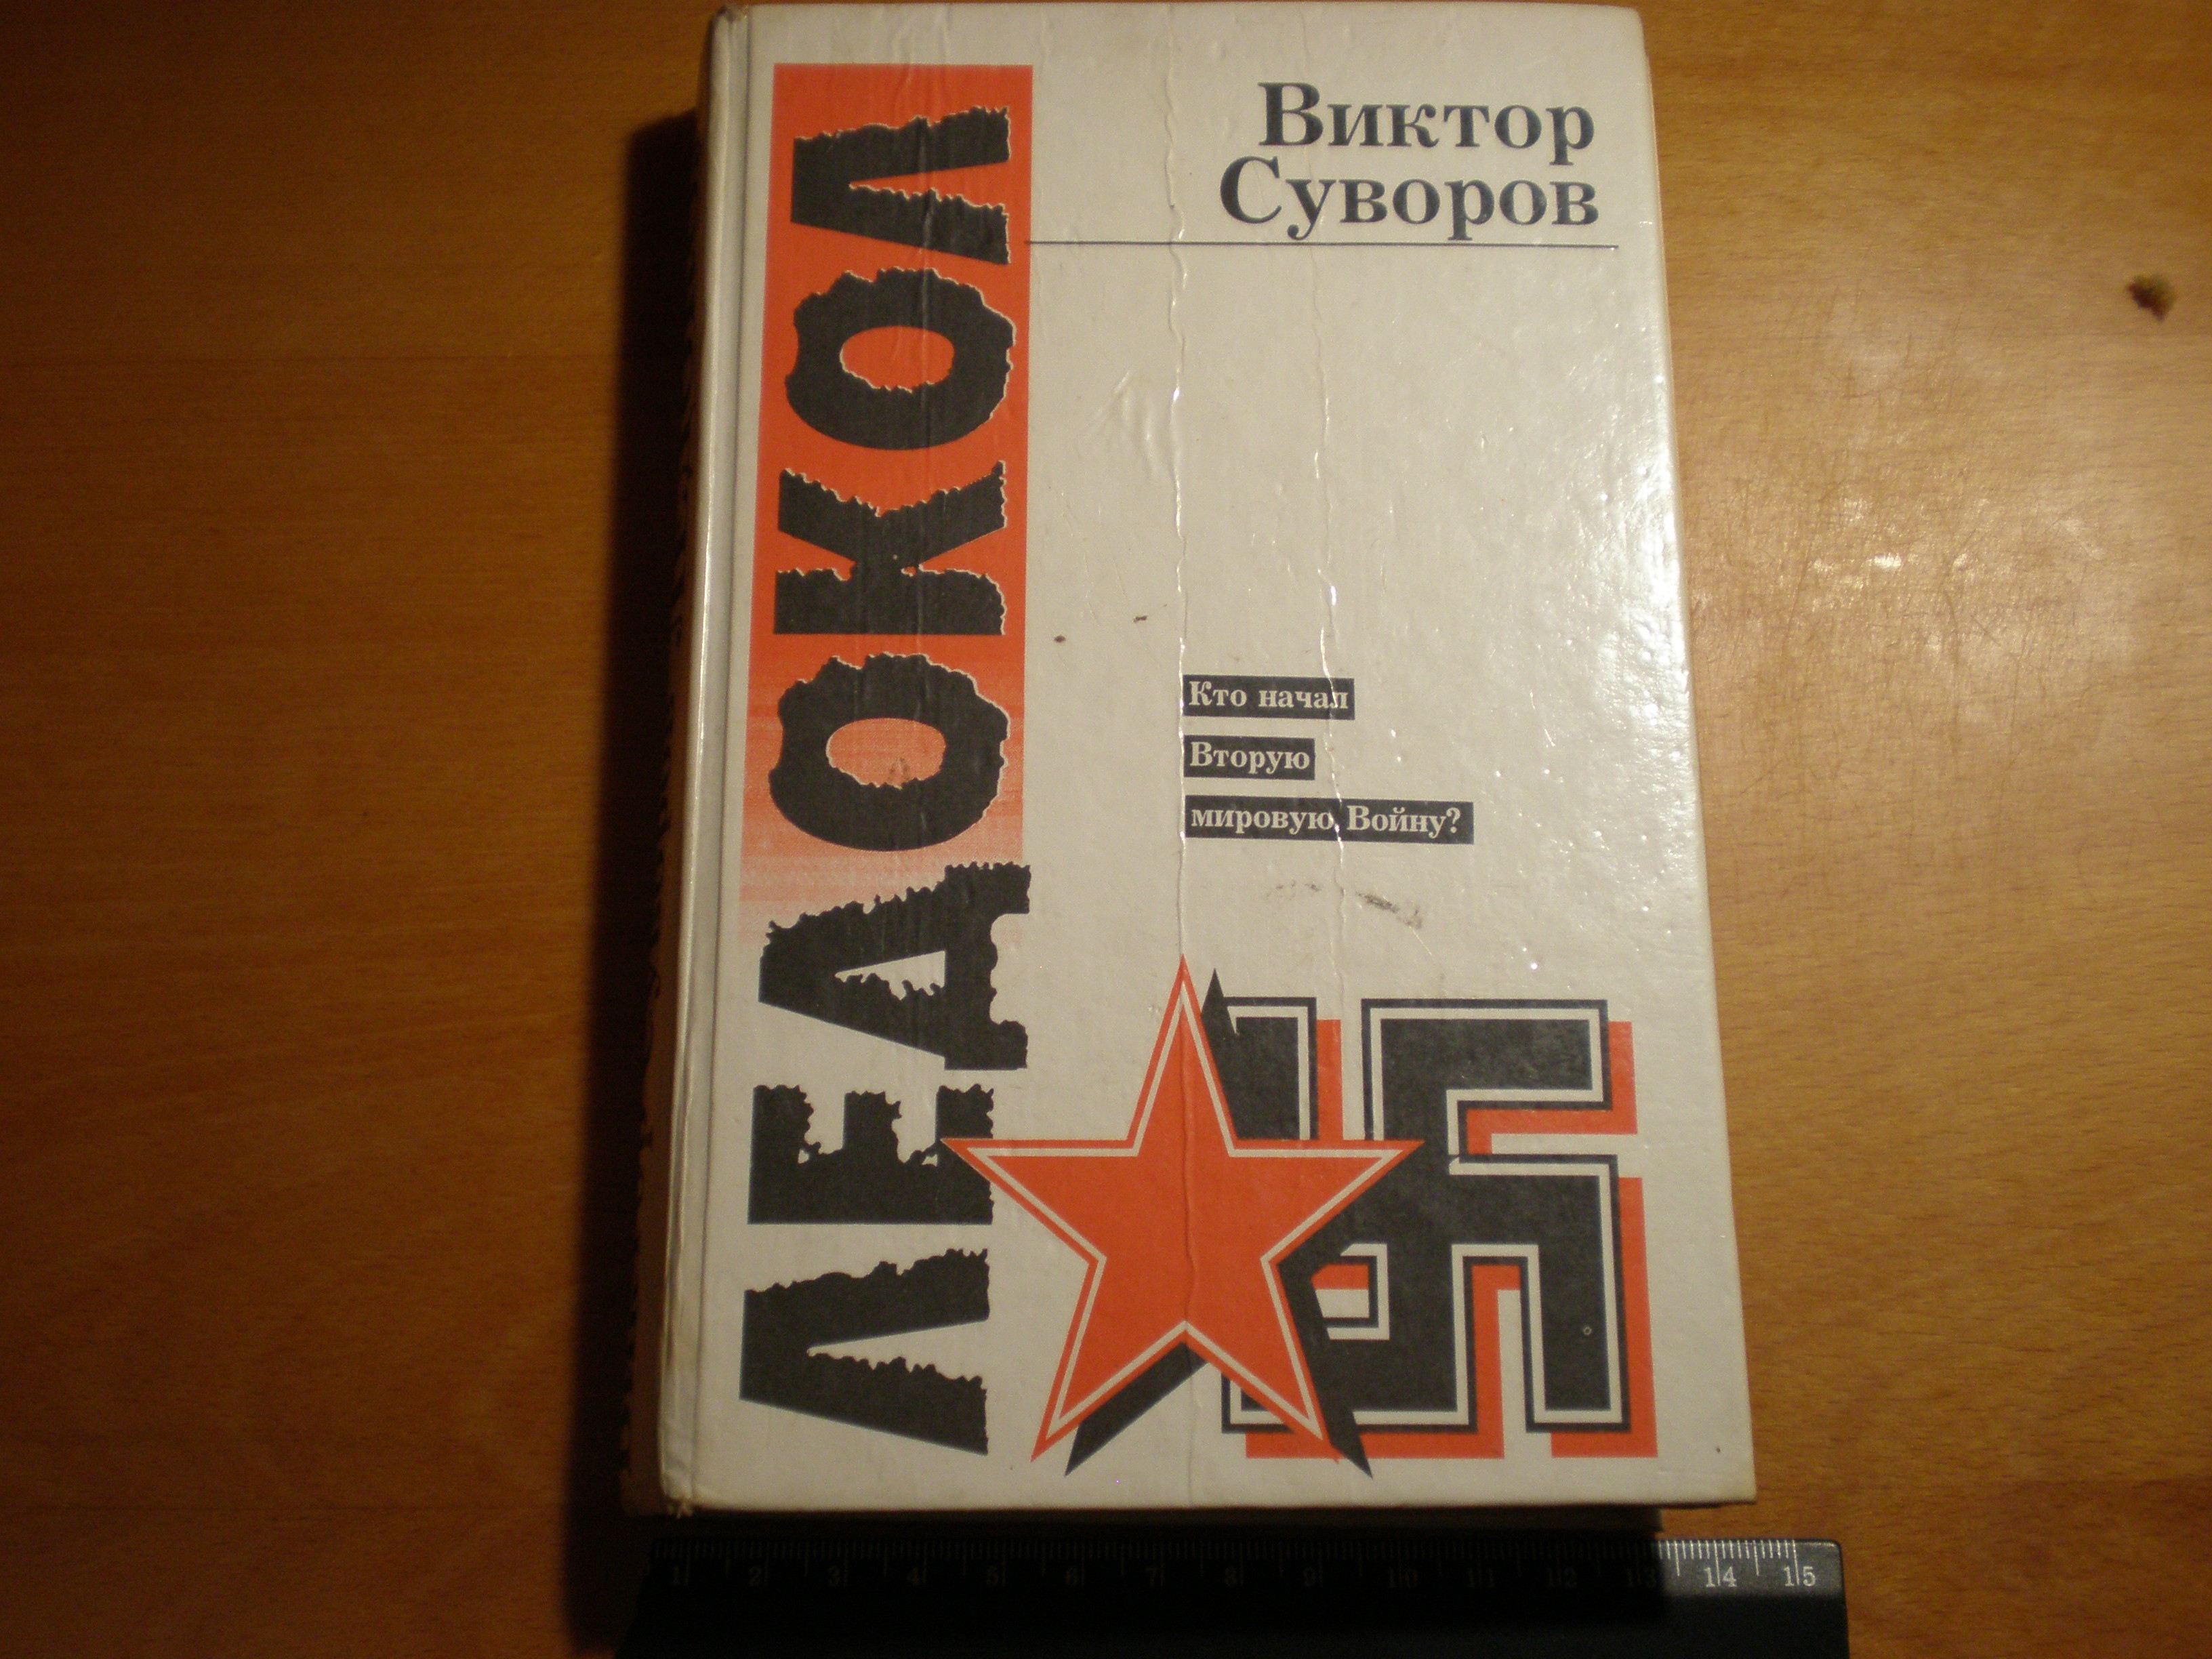 Виктор
Суворов
ЛЕДОКОЛ
Кто начал
Вторую
мировую Войну?
1 2 3 4 5 6 7 8 9 10 11 12 13 14 15